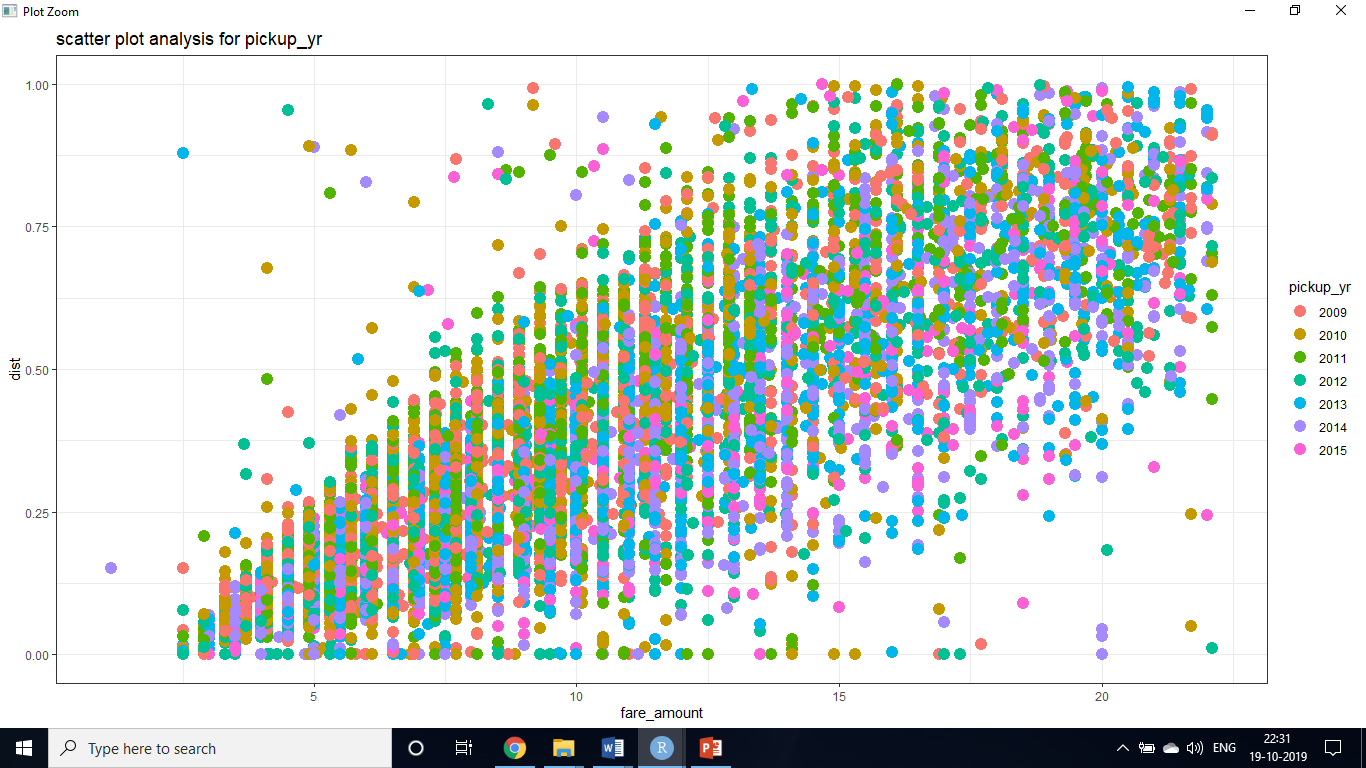 Plot Zoom
scatter plot analysis for pickup_yr
1.00
0.75
0.50
0.25
0.00
dist
5 10 15 20
fare_amount
pickup_yr
2009
2010
2011
2012
2013
2014
2015
Type here to search
ENG
22:31
19-10-2019
W
R
P